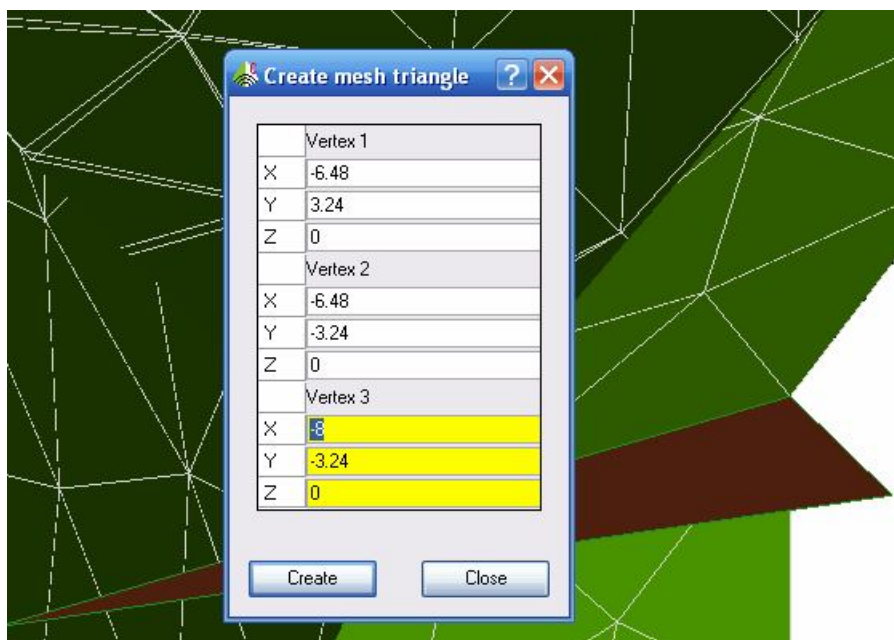 Create mesh triangle
Vertex 1
X -6.48
Y 3.24
Z 0
Vertex 2
X -6.48
Y -3.24
Z 0
Vertex 3
X -8
Y -3.24
Z 0
Create Close